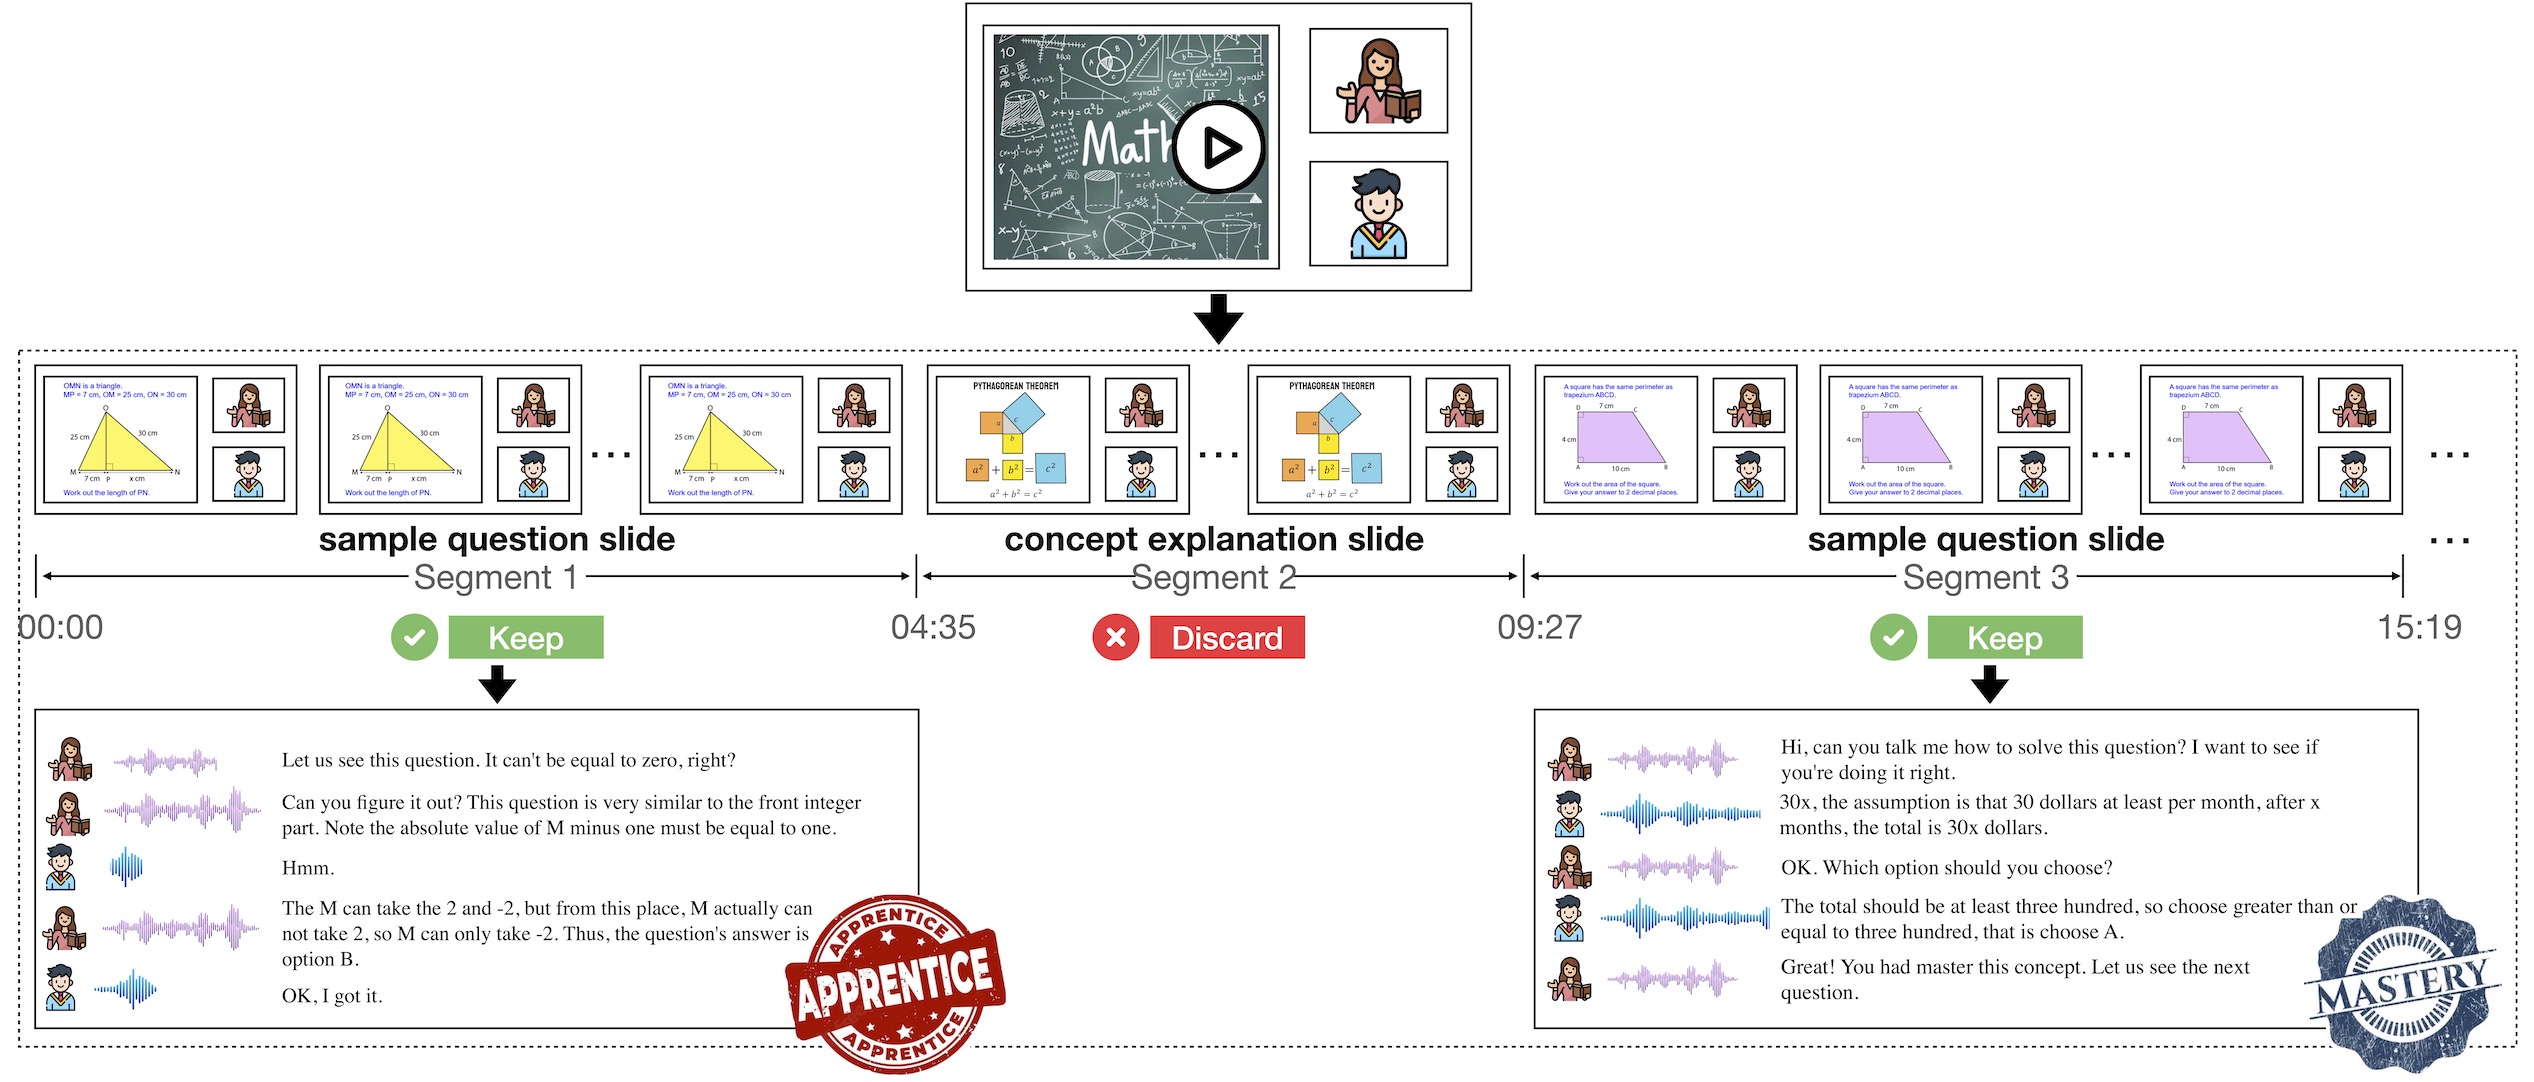 Math
OMN is a triangle.
MP = 7 cm, OM = 25 cm, ON = 30 cm
O
25 cm
30 cm
M
P
N
7 cm
x cm
Work out the length of PN.
OMN is a triangle.
MP = 7 cm, OM = 25 cm, ON = 30 cm
O
25 cm
30 cm
M
P
N
7 cm
x cm
Work out the length of PN.
...
OMN is a triangle.
MP = 7 cm, OM = 25 cm, ON = 30 cm
O
25 cm
30 cm
M
P
N
7 cm
x cm
Work out the length of PN.
PYTHAGOREAN THEOREM
a
c
b
a² + b² = c²
a² + b² = c²
...
PYTHAGOREAN THEOREM
a
c
b
a² + b² = c²
a² + b² = c²
A square has the same perimeter as
trapezium ABCD.
D 7 cm C
4 cm
A 10 cm B
Work out the area of the square.
Give your answer to 2 decimal places.
A square has the same perimeter as
trapezium ABCD.
D 7 cm C
4 cm
A 10 cm B
Work out the area of the square.
Give your answer to 2 decimal places.
...
A square has the same perimeter as
trapezium ABCD.
D 7 cm C
4 cm
A 10 cm B
Work out the area of the square.
Give your answer to 2 decimal places.
...
sample question slide
concept explanation slide
sample question slide
...
Segment 1
Segment 2
Segment 3
00:00
04:35
09:27
15:19
Keep
Discard
Keep
Let us see this question. It can't be equal to zero, right?
Can you figure it out? This question is very similar to the front integer
part. Note the absolute value of M minus one must be equal to one.
Hmm.
The M can take the 2 and -2, but from this place, M actually can
not take 2, so M can only take -2. Thus, the question's answer is
option B.
OK, I got it.
APPRENTICE
APPRENTICE
APPRENTICE
Hi, can you talk me how to solve this question? I want to see if
you're doing it right.
30x, the assumption is that 30 dollars at least per month, after x
months, the total is 30x dollars.
OK. Which option should you choose?
The total should be at least three hundred, so choose greater than or
equal to three hundred, that is choose A.
Great! You had master this concept. Let us see the next
question.
MASTERY